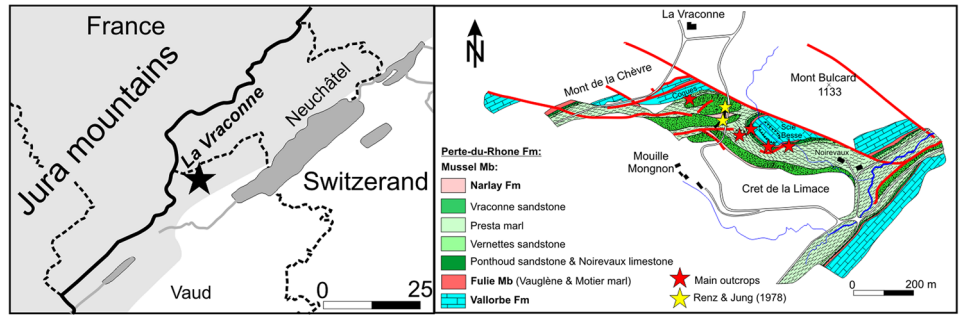 France
Jura mountains
La Vraconne
Neuchâtel
Switzerand
Vaud
0
25
La Vraconne
N
Mont de la Chèvre
Mont Bulcard
1133
Coques
Scie
Besse
Noirevaux
Mouille
Mongnon
Cret de la Limace
Perte-du-Rhone Fm:
Mussel Mb:
Narlay Fm
Vraconne sandstone
Presta marl
Vernettes sandstone
Ponthoud sandstone & Noirevaux limestone
Fulie Mb (Vauglène & Motier marl)
Vallorbe Fm
Main outcrops
Renz & Jung (1978)
0
200 m